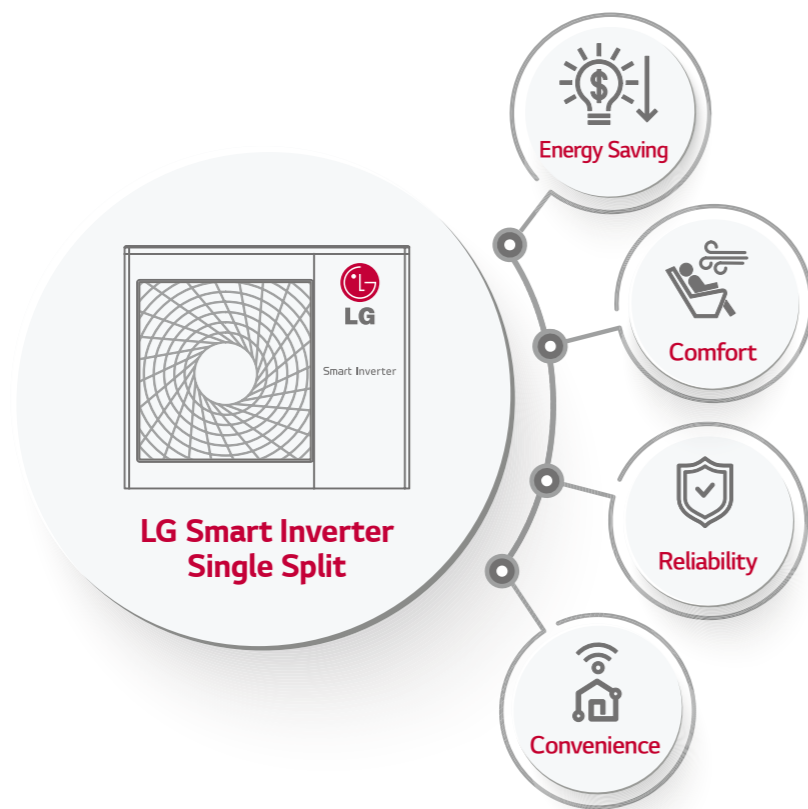 LG
Smart Inverter
LG Smart Inverter
Single Split
$
Energy Saving
Comfort
Reliability
Convenience